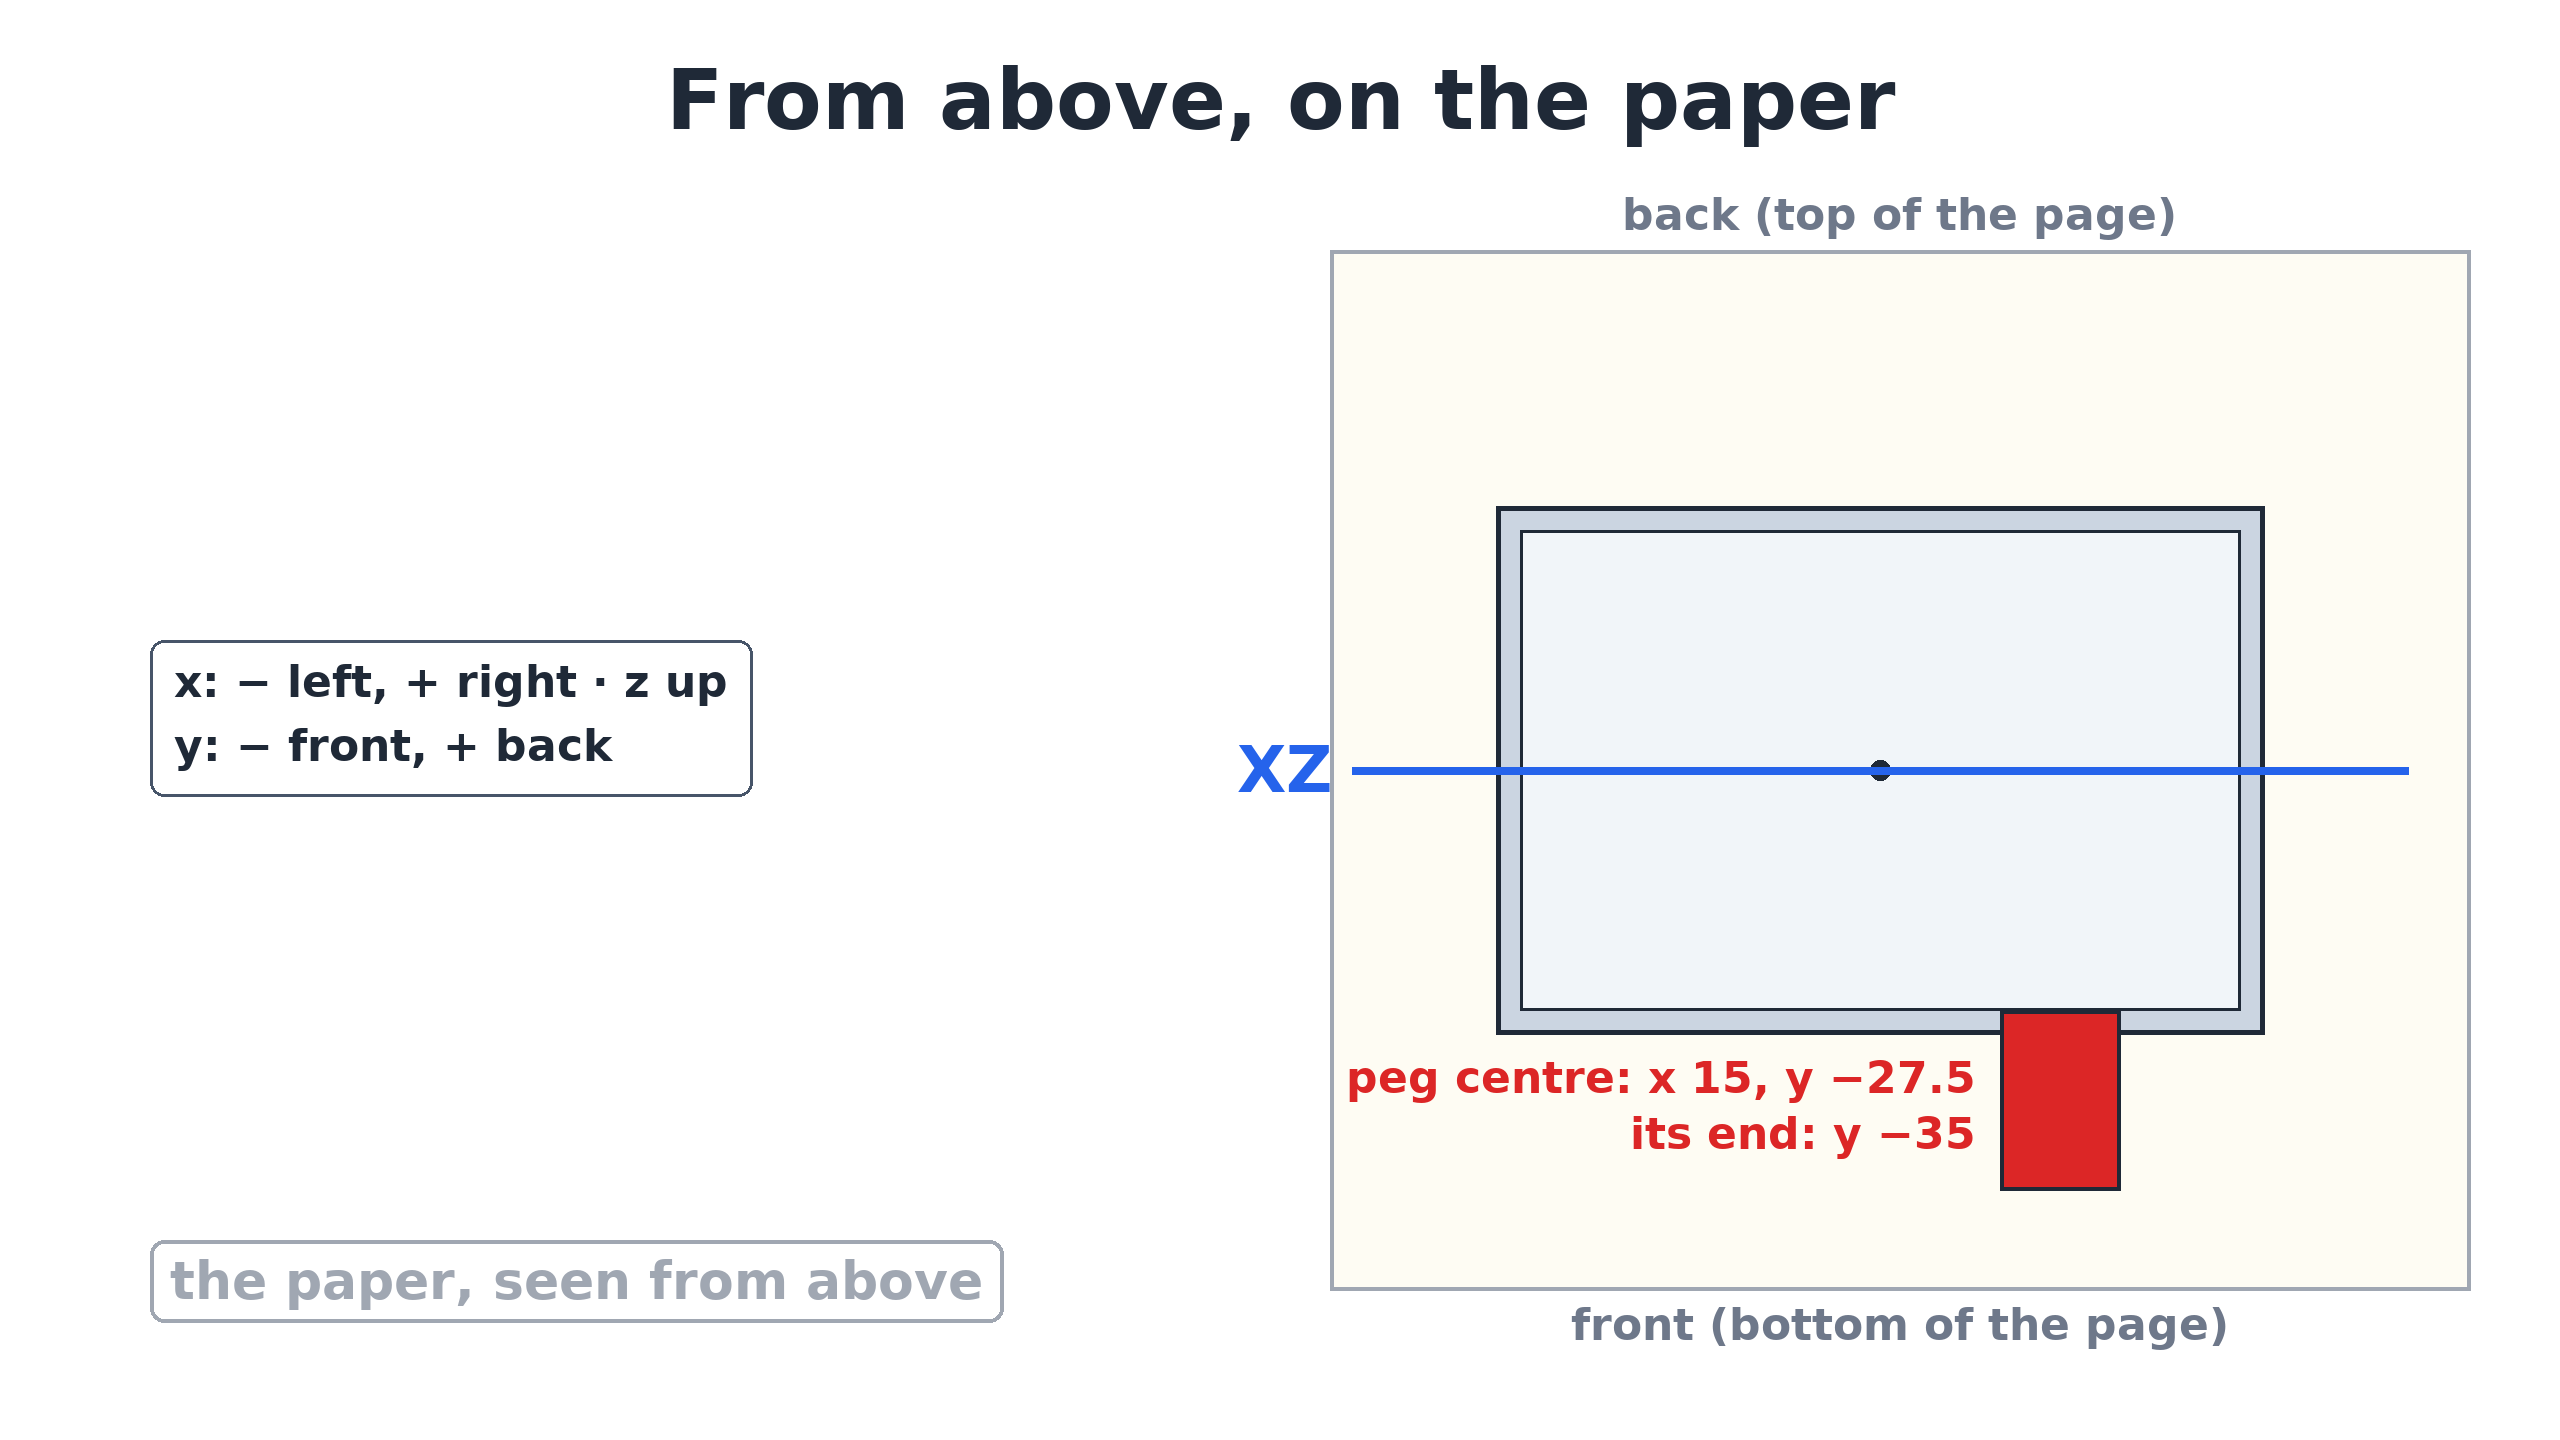 From above, on the paper
back (top of the page)
x: − left, + right · z up
y: − front, + back
XZ
peg centre: x 15, y −27.5
its end: y −35
the paper, seen from above
front (bottom of the page)